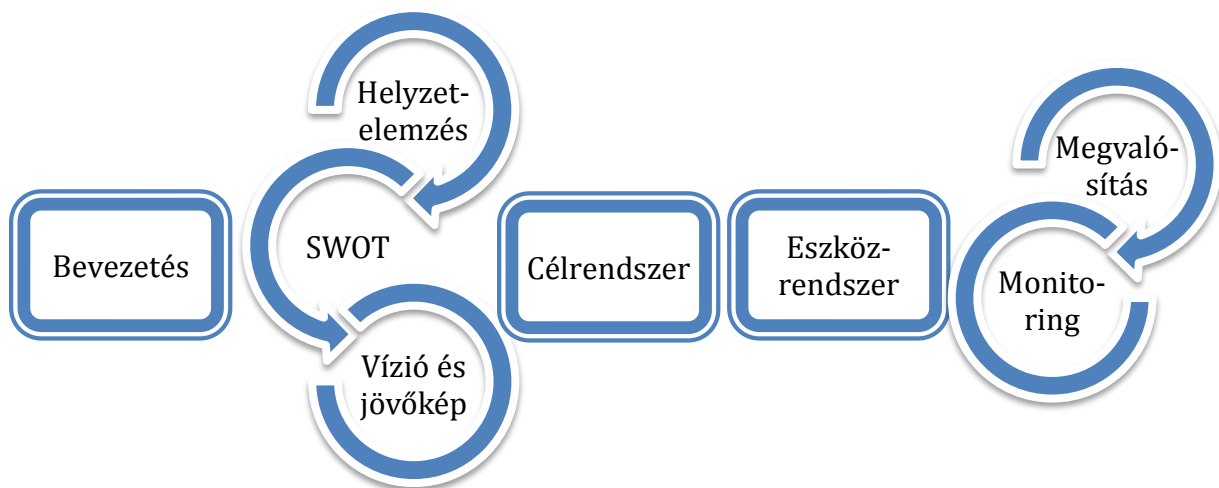 Bevezetés
Helyzet-
elemzés
SWOT
Vízió és
jövőkép
Célrendszer
Eszköz-
rendszer
Megvaló-
sítás
Monito-
ring